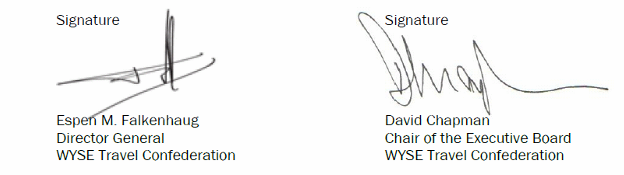 Signature
Espen M. Falkenhaug
Director General
WYSE Travel Confederation
Signature
David Chapman
Chair of the Executive Board
WYSE Travel Confederation